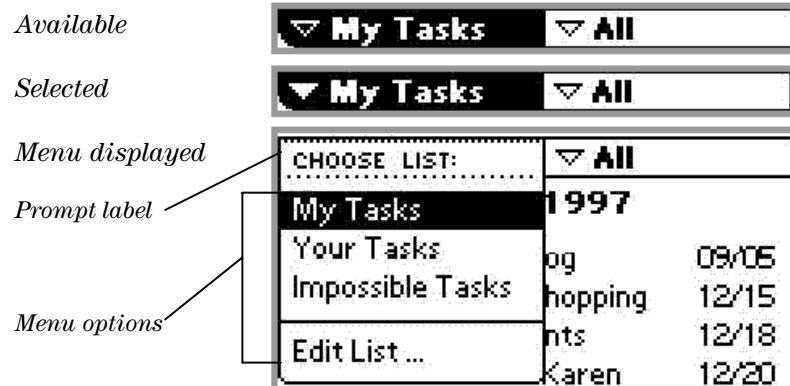 Available
My Tasks All
Selected
My Tasks All
Menu displayed
CHOOSE LIST: All
Prompt label
My Tasks 1997
Your Tasks og 09/05
Impossible Tasks hopping 12/15
Menu options
nts 12/18
Edit List ...
Karen 12/20